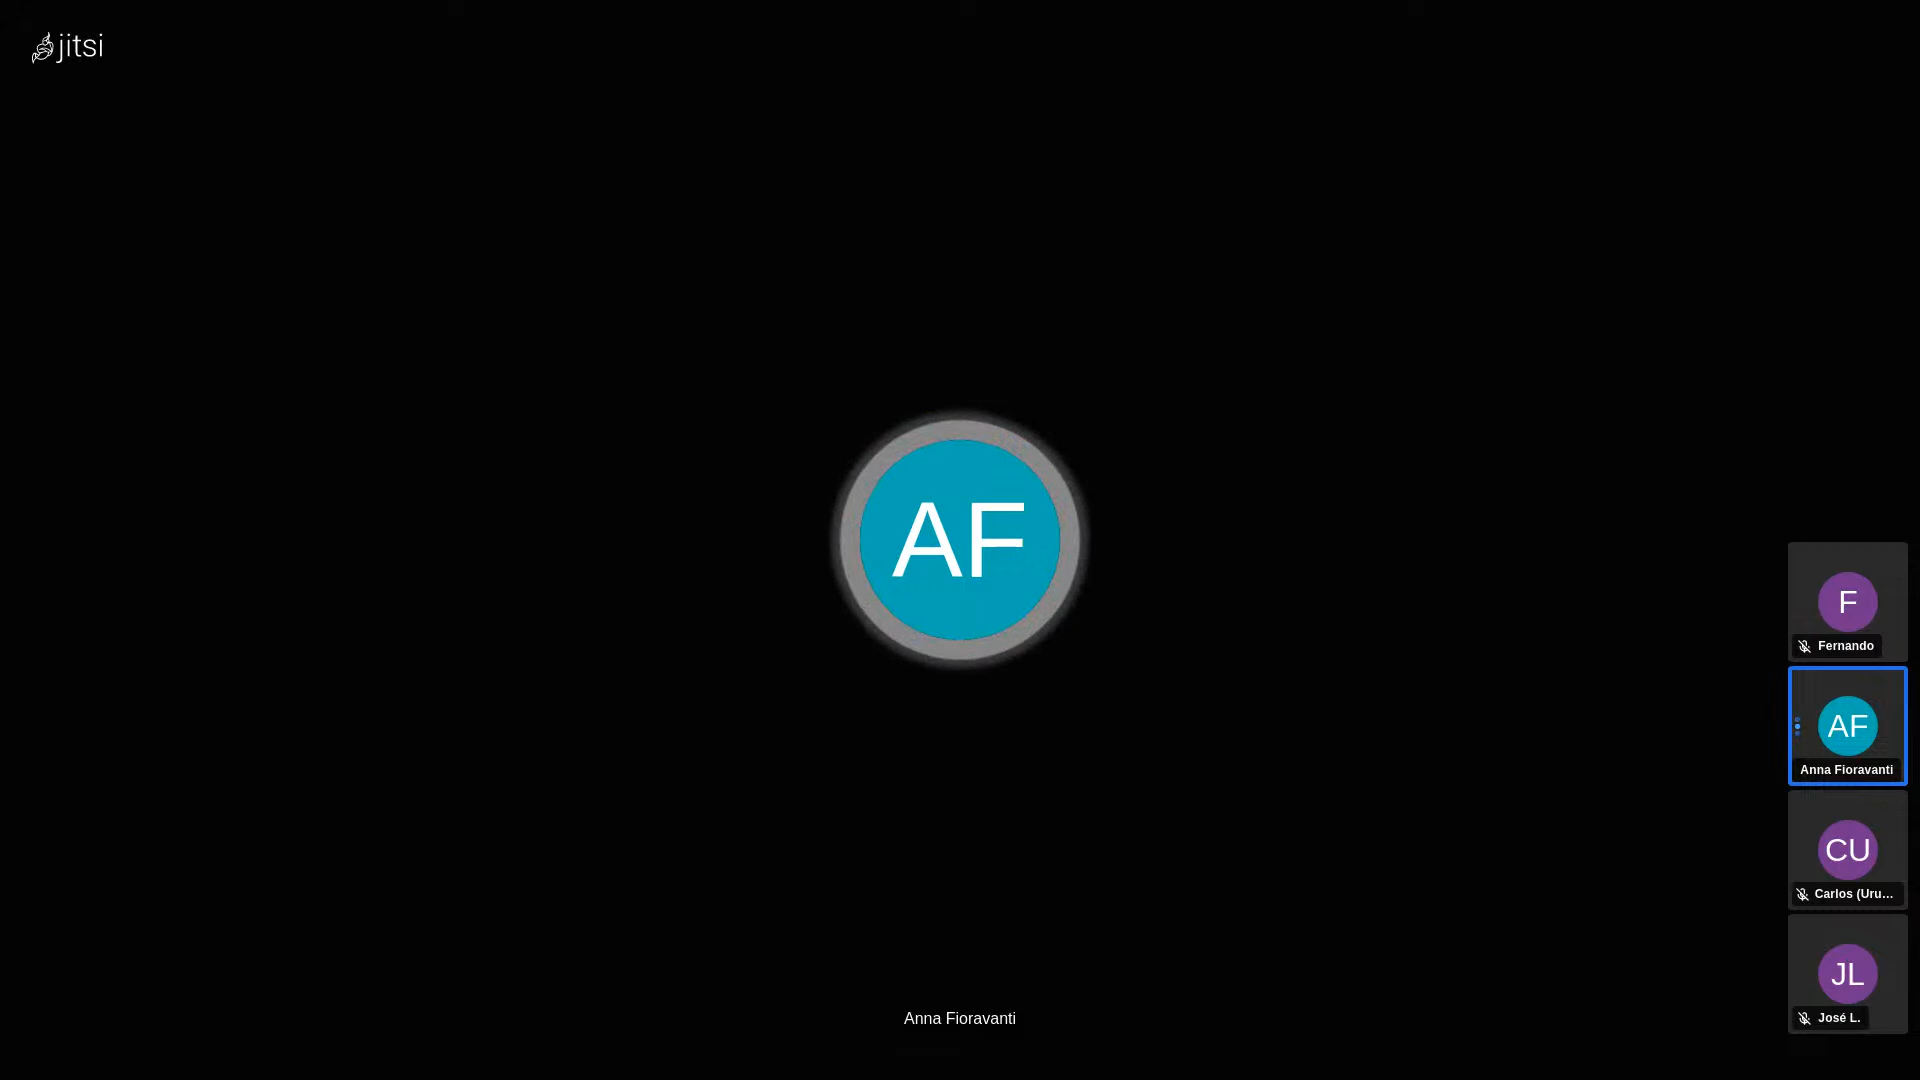 jitsi
AF
Anna Fioravanti
F
Fernando
AF
Anna Fioravanti
CU
Carlos (Uru...
JL
José L.